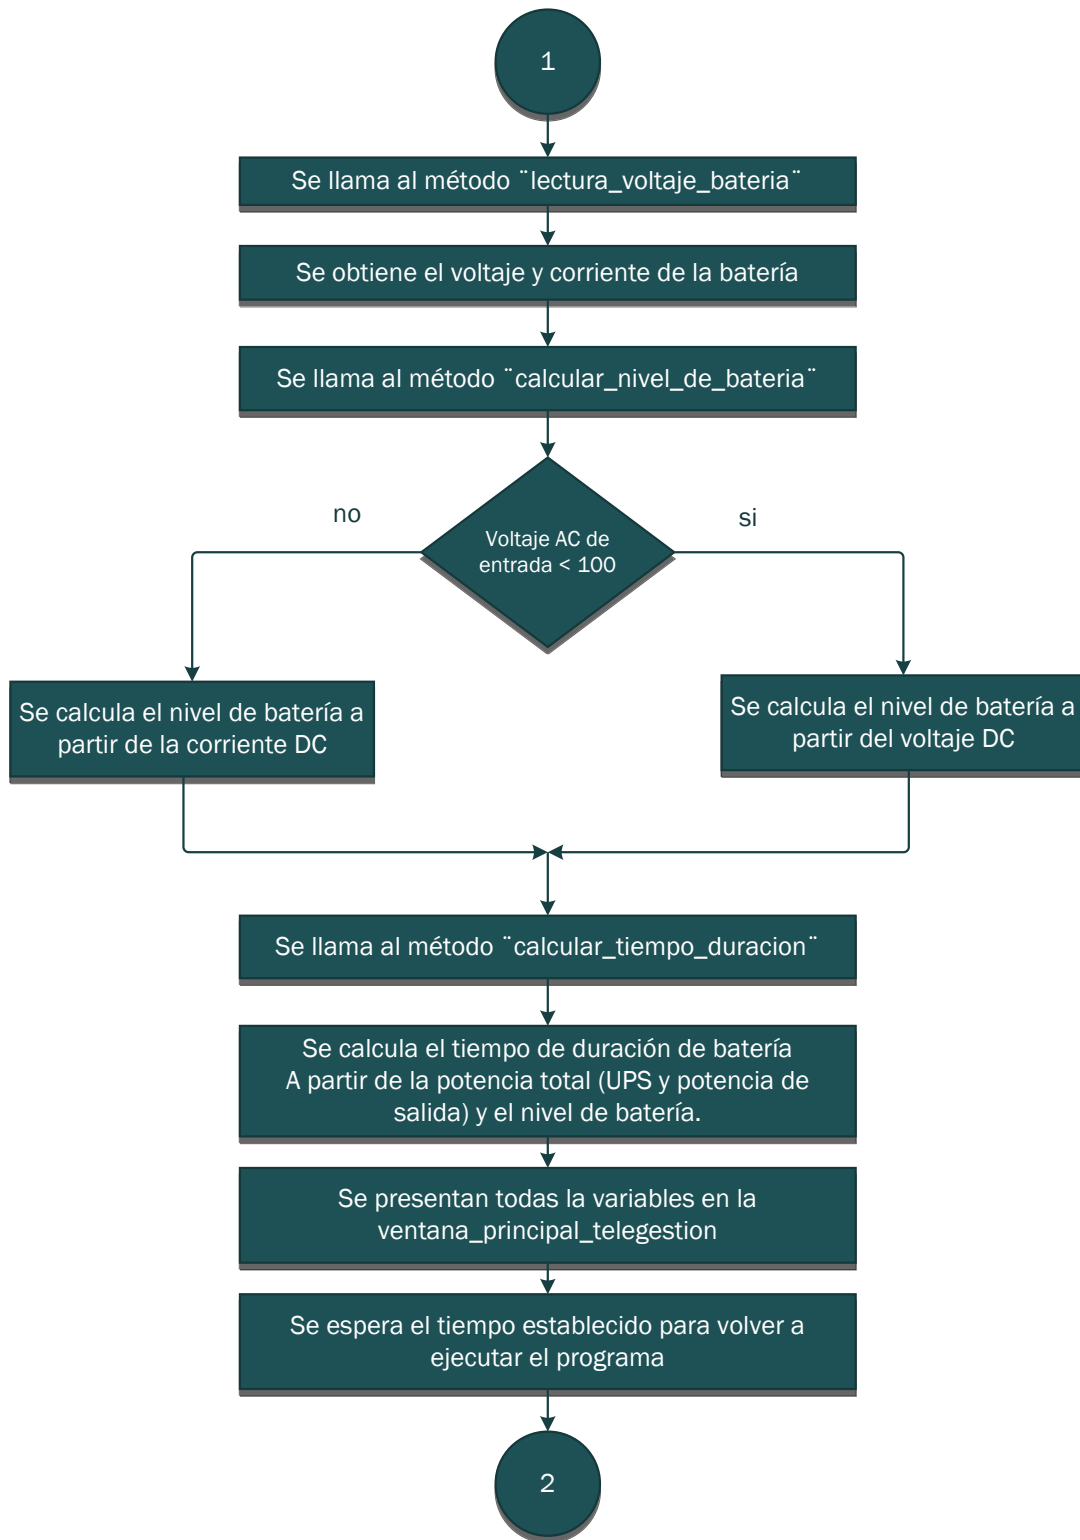 1
Se llama al método ¨lectura_voltaje_bateria¨
Se obtiene el voltaje y corriente de la batería
Se llama al método ¨calcular_nivel_de_bateria¨
no
si
Voltaje AC de
entrada < 100
Se calcula el nivel de batería a
partir de la corriente DC
Se calcula el nivel de batería a
partir del voltaje DC
Se llama al método ¨calcular_tiempo_duracion¨
Se calcula el tiempo de duración de batería
A partir de la potencia total (UPS y potencia de
salida) y el nivel de batería.
Se presentan todas la variables en la
ventana_principal_telegestion
Se espera el tiempo establecido para volver a
ejecutar el programa
2